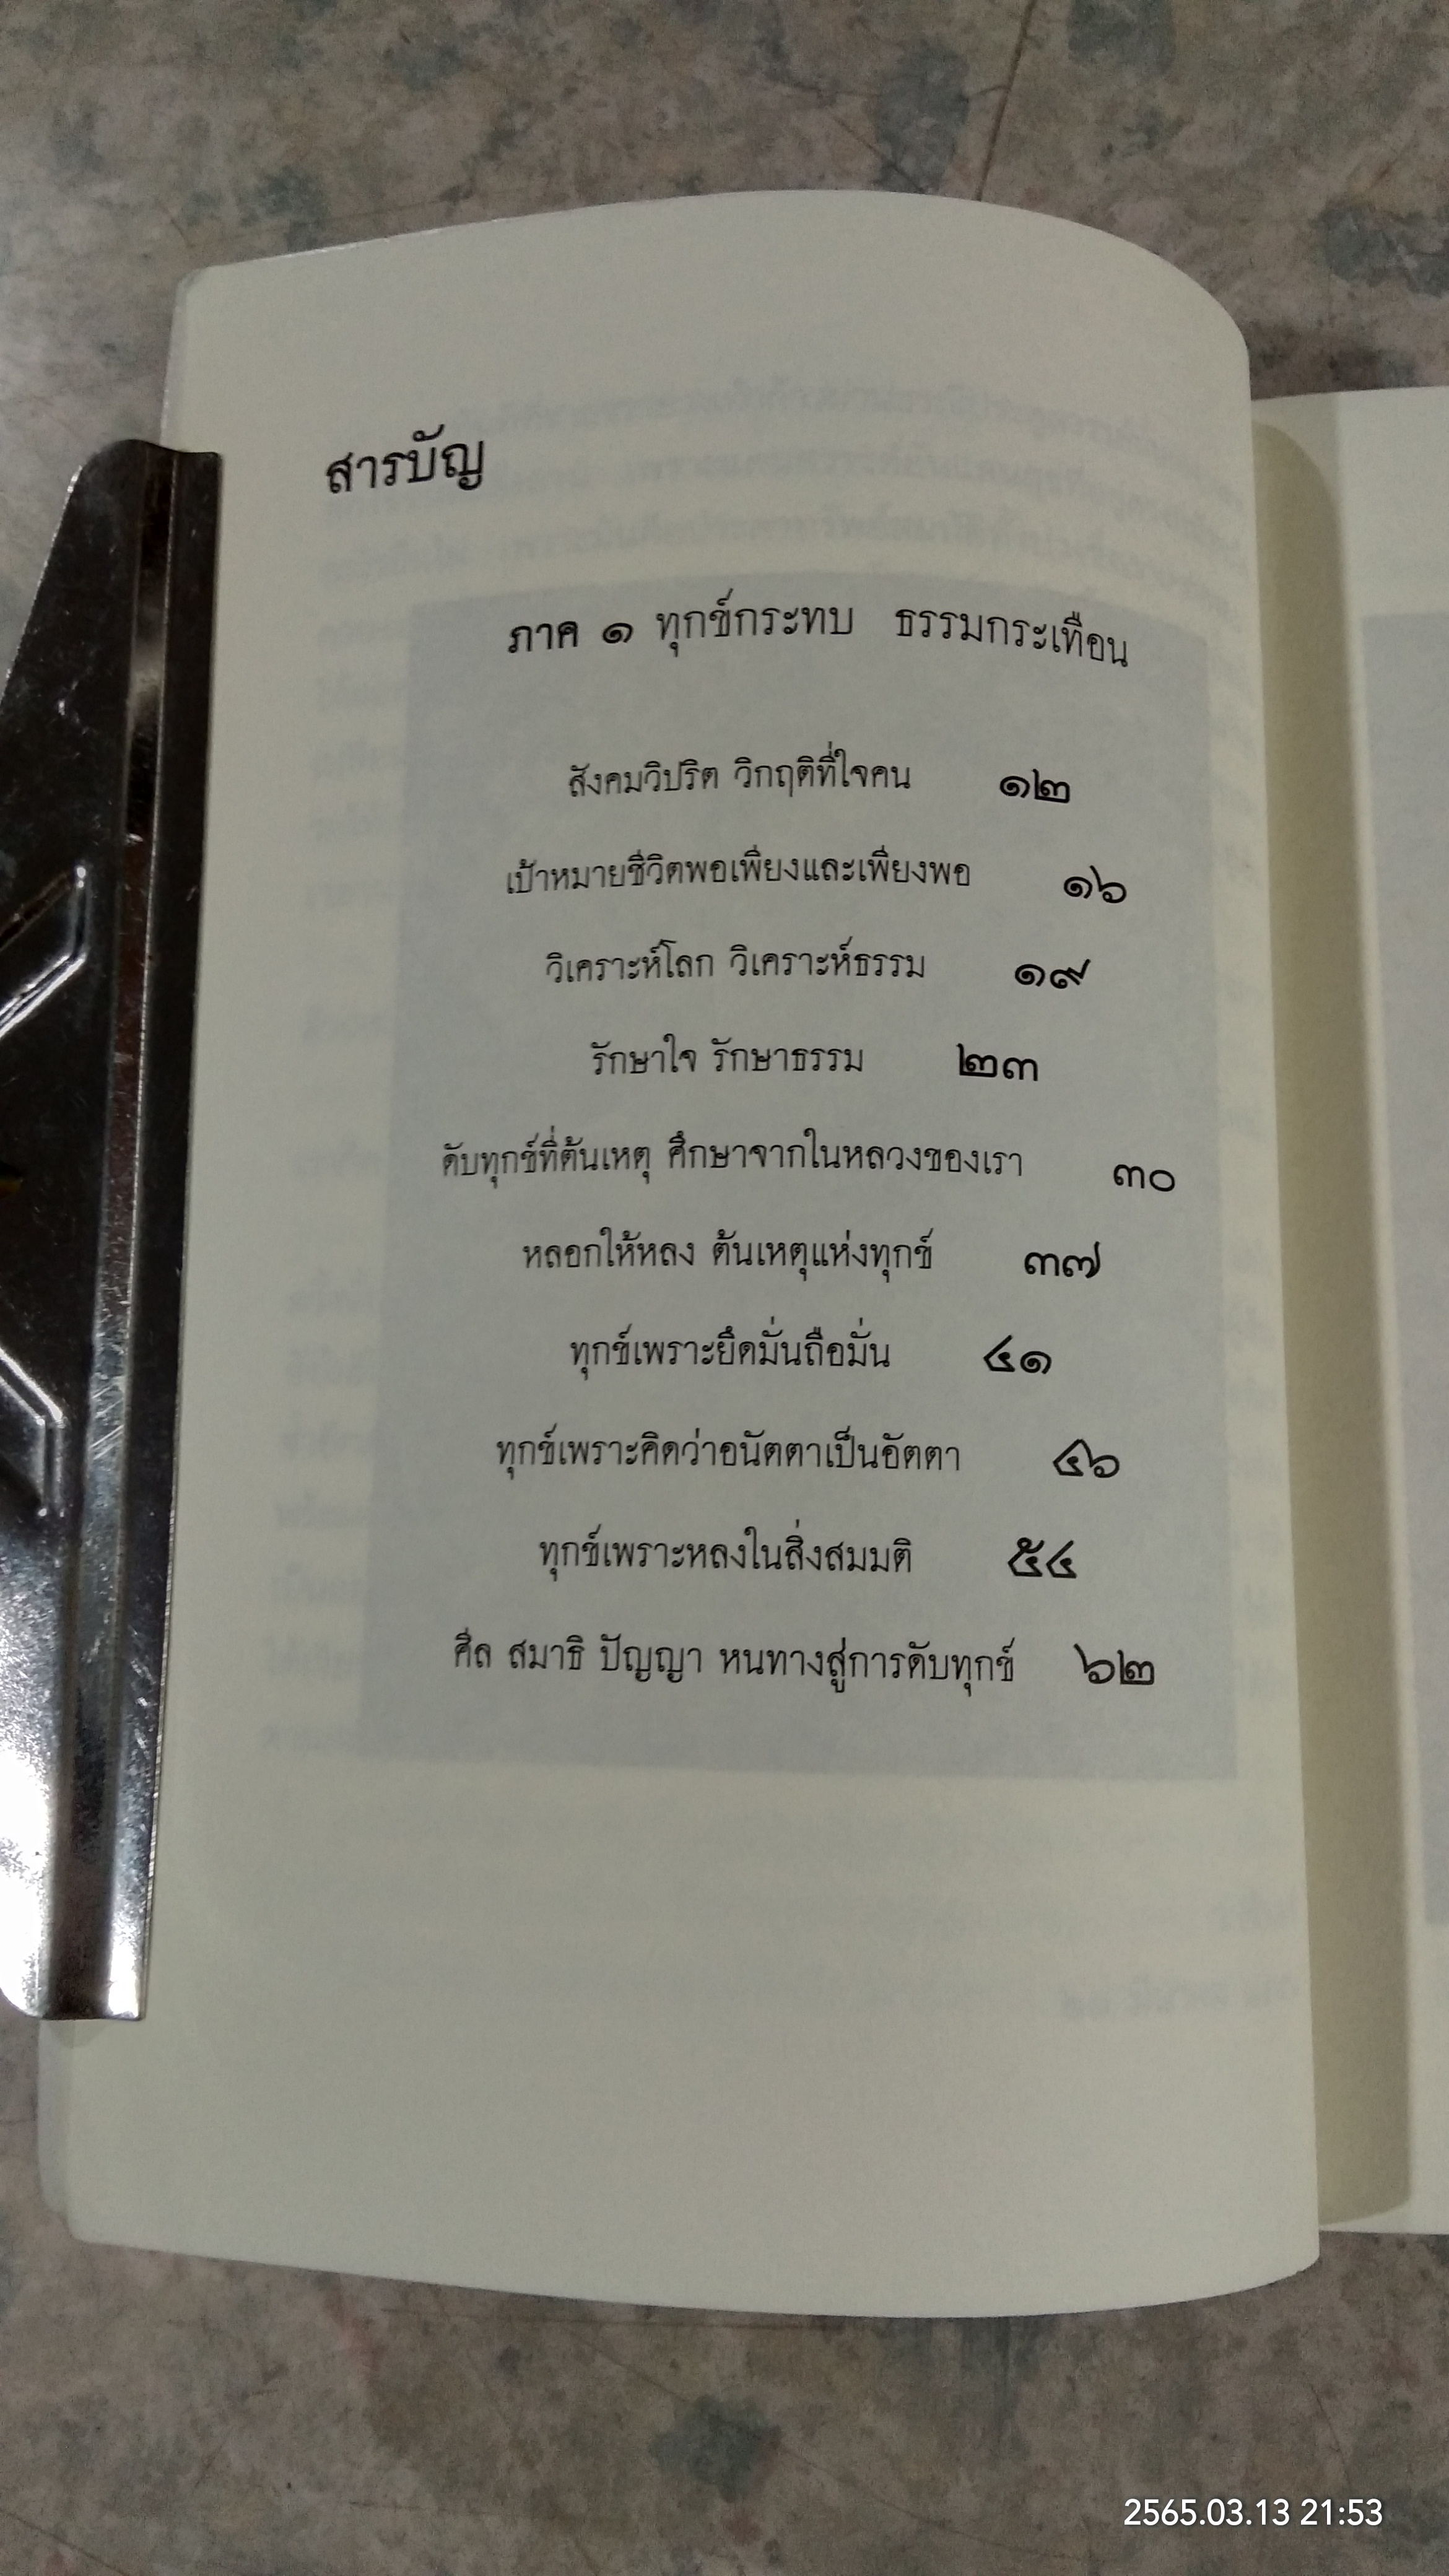 สารบัญ
ภาค ๑ ทุกข์กระทบ ธรรมกระเทือน
สังคมวิปริต วิกฤติที่ใจคน ๑๒
เป้าหมายชีวิตพอเพียงและเพียงพอ ๑๖
วิเคราะห์โลก วิเคราะห์ธรรม ๑๙
รักษาใจ รักษาธรรม ๒๓
ดับทุกข์ที่ต้นเหตุ ศึกษาจากในหลวงของเรา ๓๐
หลอกให้หลง ต้นเหตุแห่งทุกข์ ๓๗
ทุกข์เพราะยึดมั่นถือมั่น ๔๑
ทุกข์เพราะคิดว่าอนัตตาเป็นอัตตา ๔๖
ทุกข์เพราะหลงในสิ่งสมมติ ๕๔
ศีล สมาธิ ปัญญา หนทางสู่การดับทุกข์ ๖๒
2565.03.13 21:53